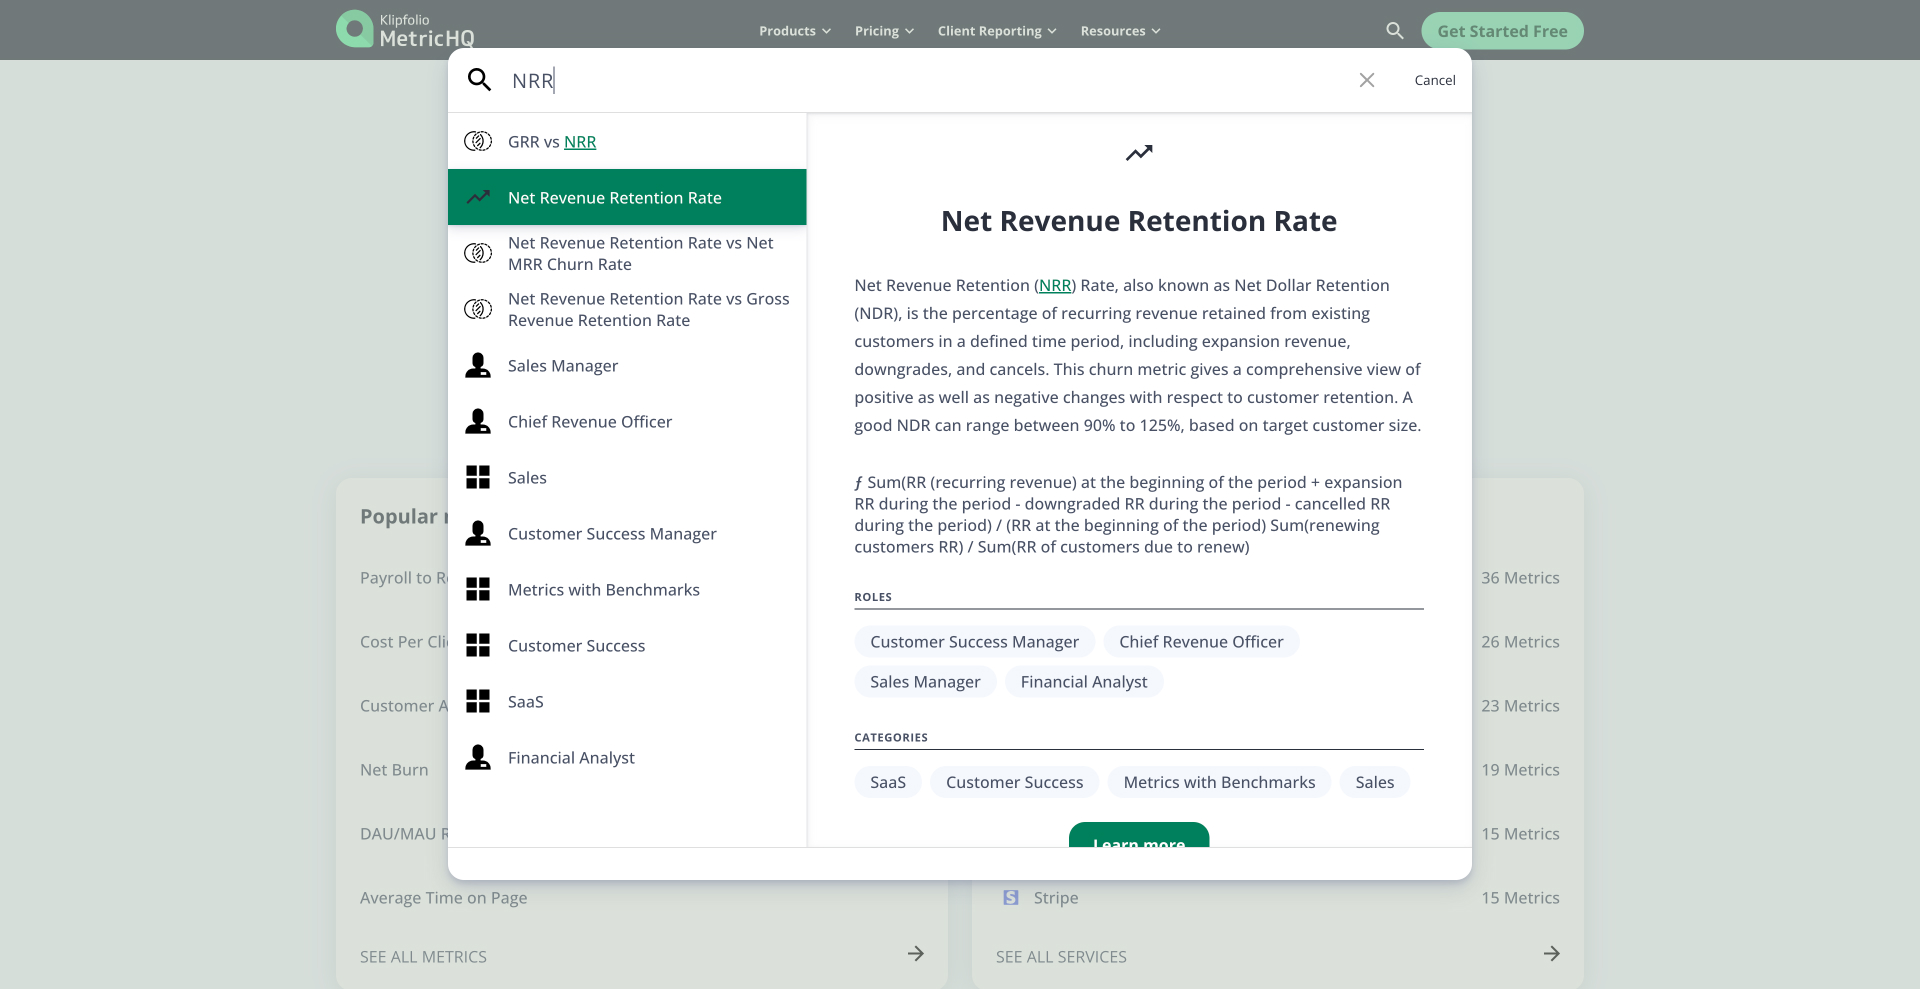 Klipfolio
MetricHQ
Products
Pricing
Client Reporting
Resources
Get Started Free
NRR
Cancel
GRR vs NRR
Net Revenue Retention Rate
Net Revenue Retention Rate vs Net
MRR Churn Rate
Net Revenue Retention Rate vs Gross
Revenue Retention Rate
Sales Manager
Chief Revenue Officer
Sales
Customer Success Manager
Metrics with Benchmarks
Customer Success
SaaS
Financial Analyst
Net Revenue Retention Rate
Net Revenue Retention (NRR) Rate, also known as Net Dollar Retention
(NDR), is the percentage of recurring revenue retained from existing
customers in a defined time period, including expansion revenue,
downgrades, and cancels. This churn metric gives a comprehensive view of
positive as well as negative changes with respect to customer retention. A
good NDR can range between 90% to 125%, based on target customer size.
ƒ Sum(RR (recurring revenue) at the beginning of the period + expansion
RR during the period - downgraded RR during the period - cancelled RR
during the period) / (RR at the beginning of the period) Sum(renewing
customers RR) / Sum(RR of customers due to renew)
ROLES
Customer Success Manager
Chief Revenue Officer
Sales Manager
Financial Analyst
CATEGORIES
SaaS
Customer Success
Metrics with Benchmarks
Sales
Learn more
Popular
Payroll to
Cost Per
Customer
Net Burn
DAU/MAU
Average Time on Page
SEE ALL METRICS
36 Metrics
26 Metrics
23 Metrics
19 Metrics
15 Metrics
Stripe
15 Metrics
SEE ALL SERVICES